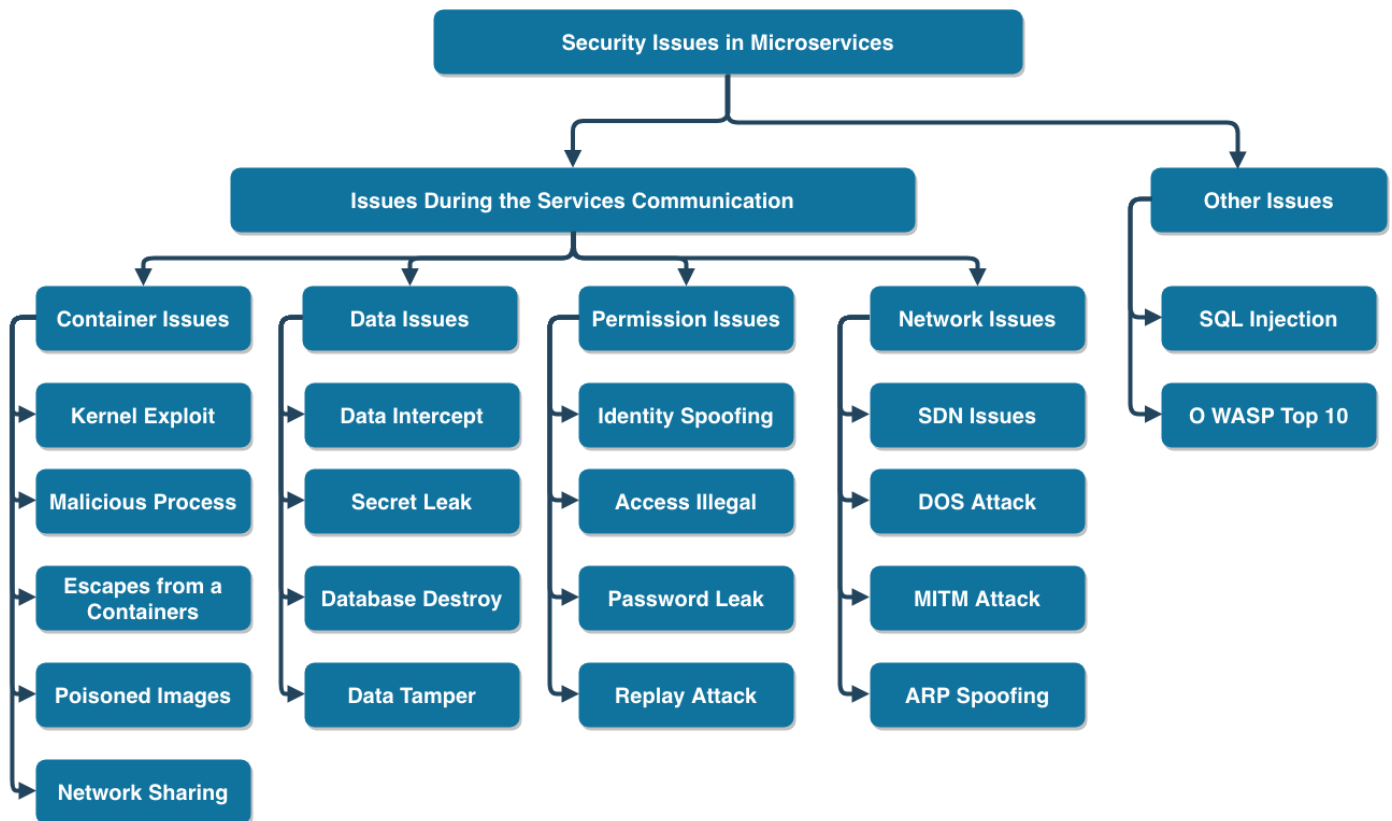 Security Issues in Microservices
Issues During the Services Communication
Other Issues
Container Issues
Data Issues
Permission Issues
Network Issues
SQL Injection
Kernel Exploit
Data Intercept
Identity Spoofing
SDN Issues
O WASP Top 10
Malicious Process
Secret Leak
Access Illegal
DOS Attack
Escapes from a
Containers
Database Destroy
Password Leak
MITM Attack
Poisoned Images
Data Tamper
Replay Attack
ARP Spoofing
Network Sharing